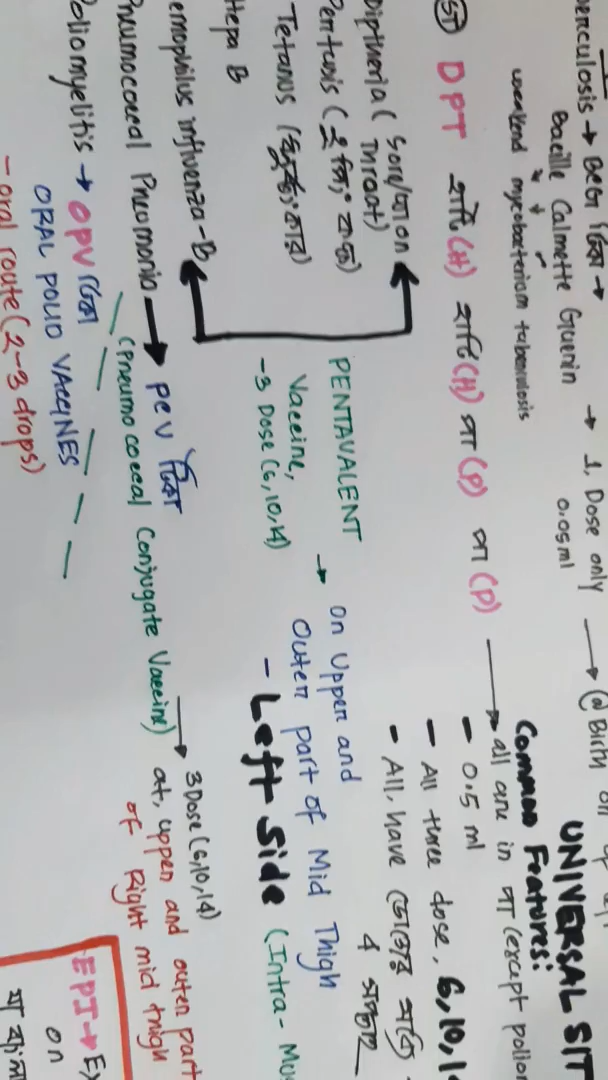 UNIVERSAL SIT
erculosis → BCG টিকা → 1, Dose only → @ Birth
Bacille Calmette Guerin 0.05ml
weakend mycobacterium tuberculosis
DPT হাঁচি (H) হাঁচি (H) পা (P) পা (P)
Common Features:
→ all are in পা (except polio
- 0.5 ml
- All three dose, 6,10,1
- All, have
4 সপ্তাহ
Diptheria (Sore
Throat)
Pertusis (হুপিং; কফ)
Tetanus
Hepa B
emophilus influenza-B
PENTAVALENT
Vaccine,
-3 Dose (6,10,14)
→ On Upper and
Outer part of Mid Thigh
- Left side (Intra-Mu
Pneumococcal Pneumonia → PCV টিকা
(Pneumococcal Conjugate Vaccine)
→ 3 Dose (6,10,14)
at, upper and outer part
of Right mid thigh
Poliomyelitis → OPV টিকা
ORAL POLIO VACCINES
- oral route (2-3 drops)
EPI → Ex
on